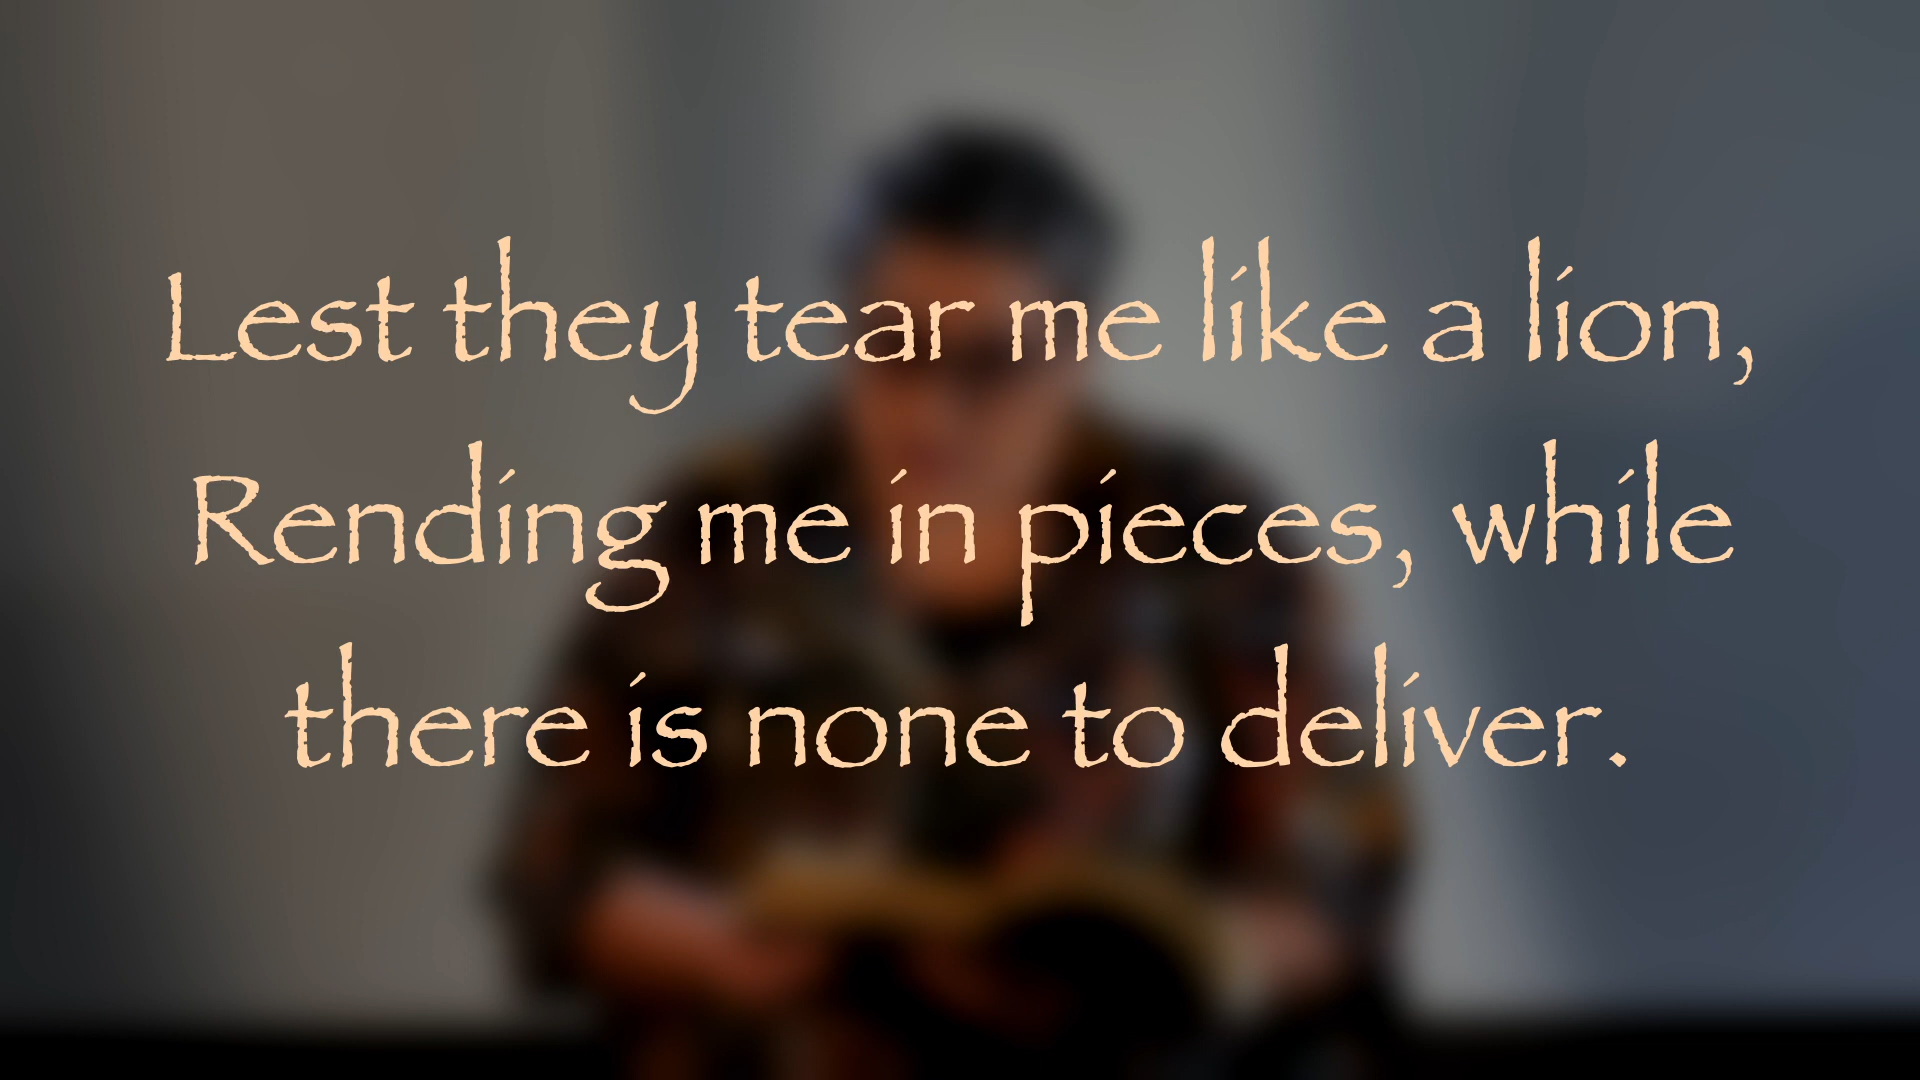 Lest they tear me like a lion,
Rending me in pieces, while
there is none to deliver.